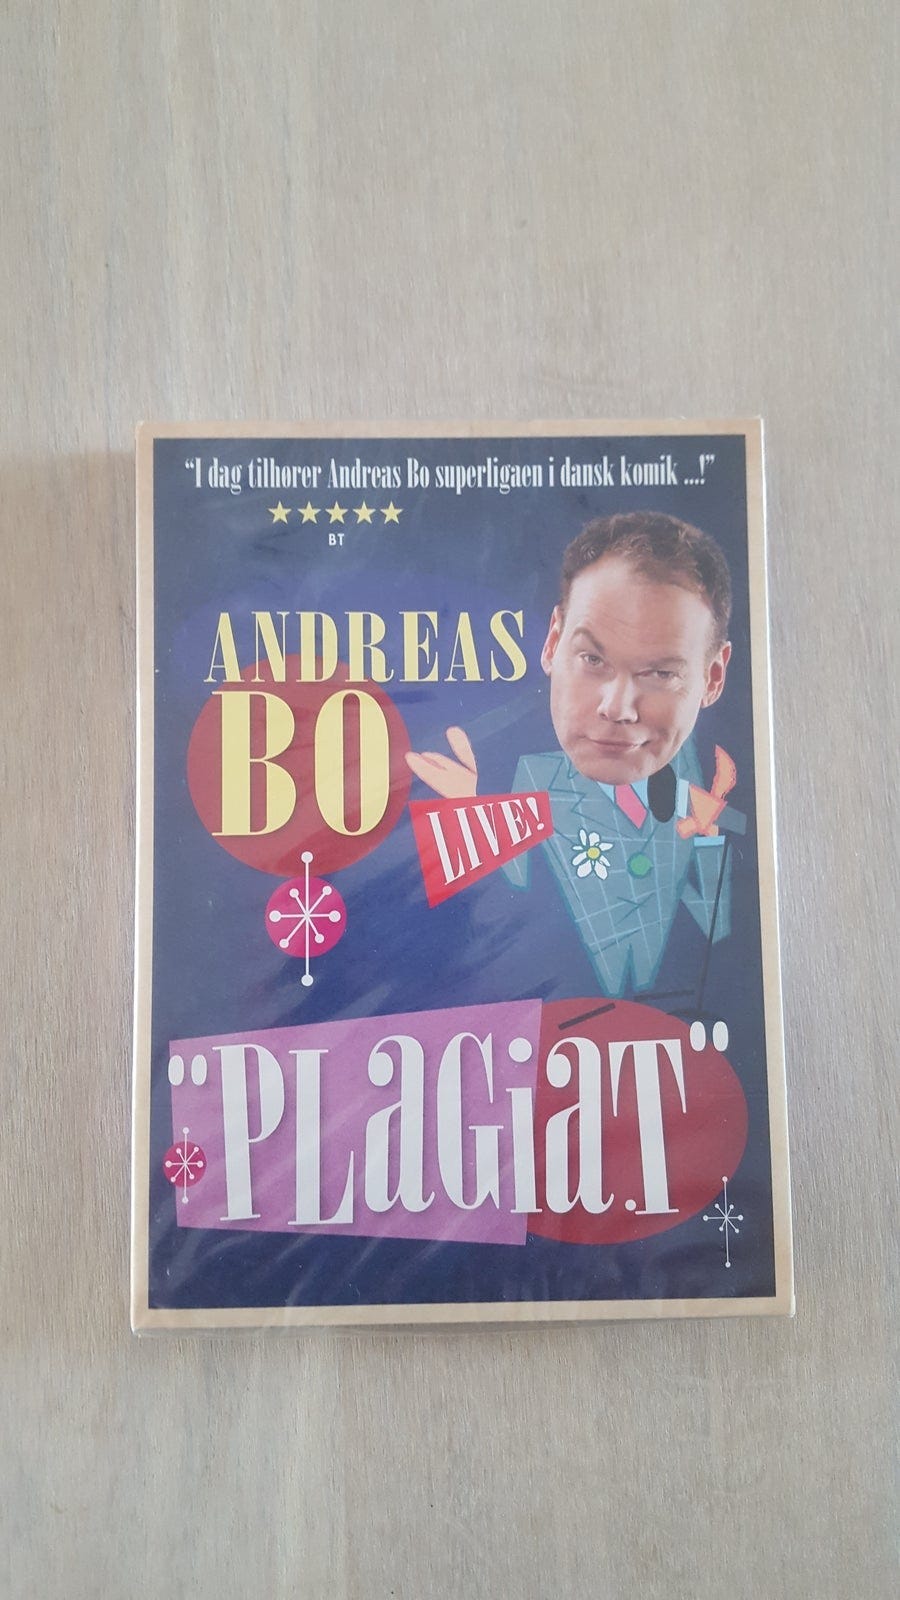 "I dag tilhører Andreas Bo superligaen i dansk komik ...!"
BT
ANDREAS
BO
LIVE!
"PLaGiaT"